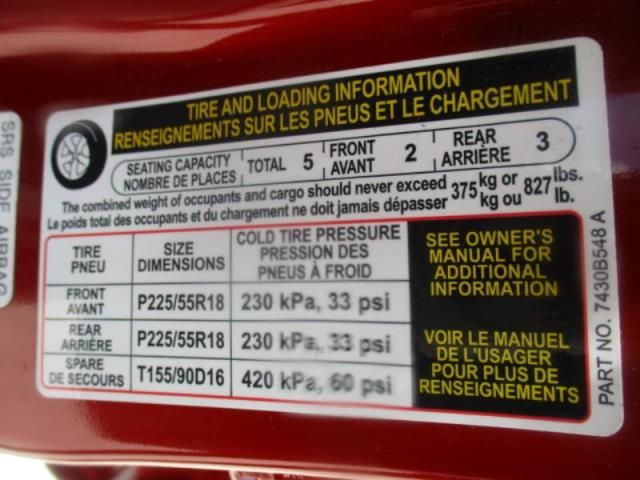 TIRE AND LOADING INFORMATION
RENSEIGNEMENTS SUR LES PNEUS ET LE CHARGEMENT
SEATING CAPACITY
NOMBRE DE PLACES
TOTAL 5
FRONT
AVANT 2
REAR
ARRIÈRE 3
The combined weight of occupants and cargo should never exceed 375 kg or 827 lbs.
Le poids total des occupants et du chargement ne doit jamais dépasser kg ou lb.
TIRE
PNEU
SIZE
DIMENSIONS
COLD TIRE PRESSURE
PRESSION DES
PNEUS À FROID
FRONT
AVANT
P225/55R18
230 kPa, 33 psi
REAR
ARRIÈRE
P225/55R18
230 kPa, 33 psi
SPARE
DE SECOURS
T155/90D16
420 kPa, 60 psi
SEE OWNER'S
MANUAL FOR
ADDITIONAL
INFORMATION
VOIR LE MANUEL
DE L'USAGER
POUR PLUS DE
RENSEIGNEMENTS
PART NO. 7430B548 A
SRS SIDE AIRBAG